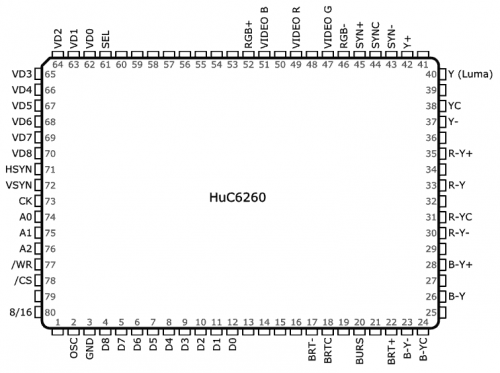 VD2
VD1
VD0
SEL
RGB+
VIDEO B
VIDEO R
VIDEO G
RGB-
SYN+
SYNC
SYN-
Y+
64 63 62 61 60 59 58 57 56 55 54 53 52 51 50 49 48 47 46 45 44 43 42 41
VD3 65
VD4 66
VD5 67
VD6 68
VD7 69
VD8 70
HSYN 71
VSYN 72
CK 73
A0 74
A1 75
A2 76
/WR 77
/CS 78
79
8/16 80
HuC6260
40 Y (Luma)
39
38 YC
37 Y-
36
35 R-Y+
34
33 R-Y
32
31 R-YC
30 R-Y-
29
28 B-Y+
27
26 B-Y
25
1 2 3 4 5 6 7 8 9 10 11 12 13 14 15 16 17 18 19 20 21 22 23 24
OSC
GND
D8
D7
D6
D5
D4
D3
D2
D1
D0
BRT-
BRTC
BURS
BRT+
B-Y-
B-YC